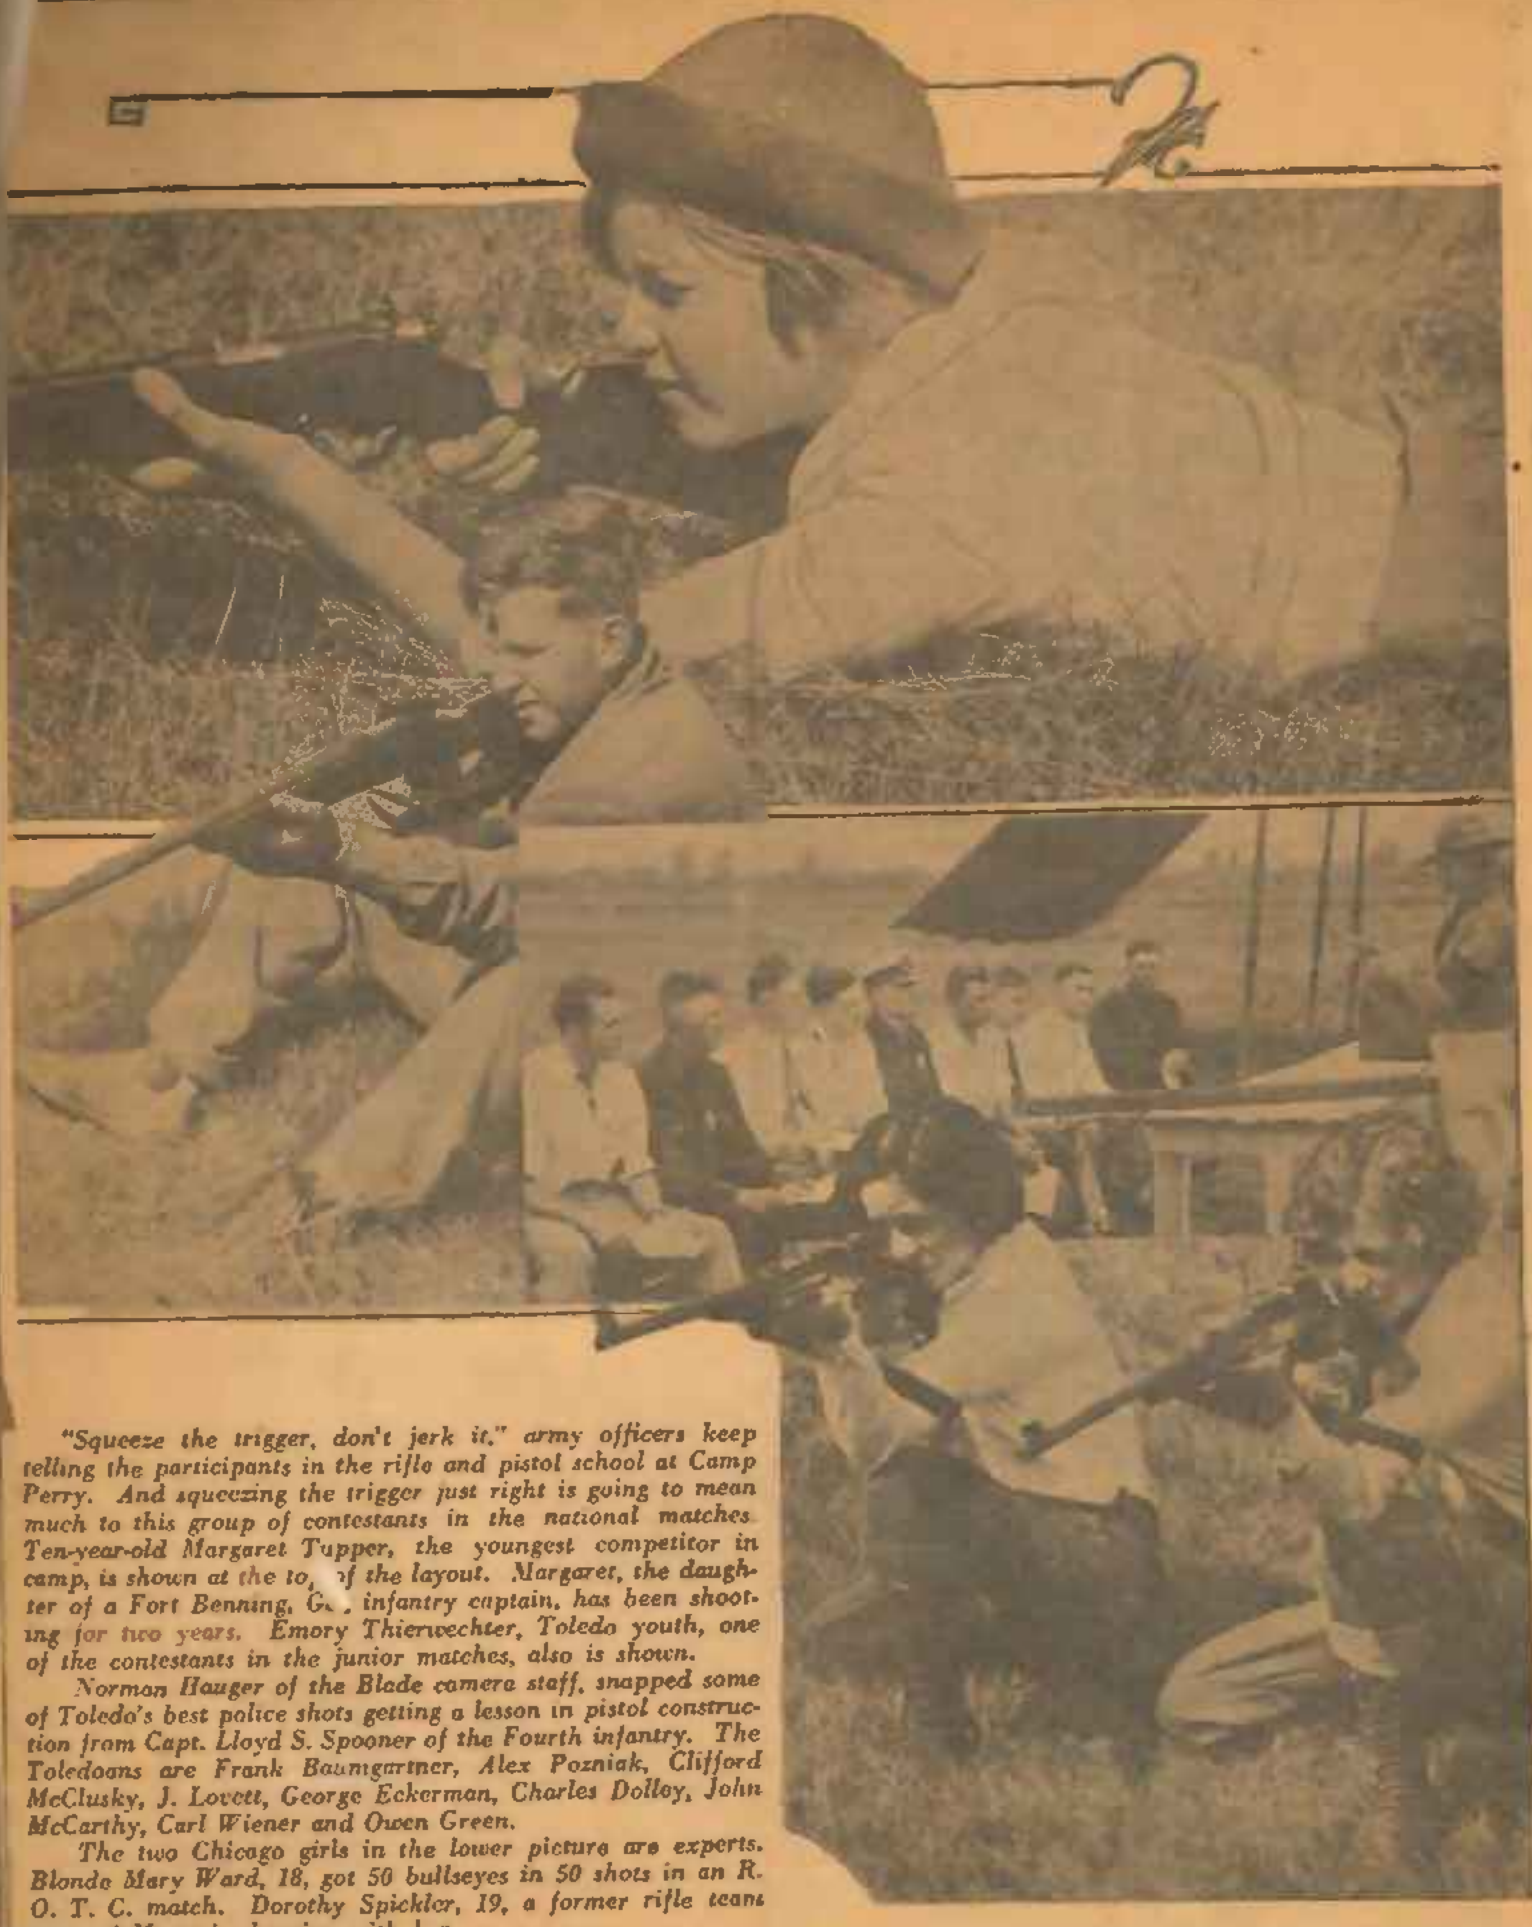 "Squeeze the trigger, don't jerk it." army officers keep
telling the participants in the rifle and pistol school at Camp
Perry. And squeezing the trigger just right is going to mean
much to this group of contestants in the national matches.
Ten-year-old Margaret Tupper, the youngest competitor in
camp, is shown at the of the layout. Margaret, the daugh-
ter of a Fort Benning, infantry captain, has been shoot-
ing for two years. Emory Thierwechter, Toledo youth, one
of the contestants in the junior matches, also is shown.
Norman Hauger of the Blade camera staff, snapped some
of Toledo's best police shots getting a lesson in pistol construc-
tion from Capt. Lloyd S. Spooner of the Fourth infantry. The
Toledoans are Frank Baumgartner, Alex Pozniak, Clifford
McClusky, J. Lovett, George Eckerman, Charles Dolley, John
McCarthy, Carl Wiener and Owen Green.
The two Chicago girls in the lower picture are experts.
Blonde Mary Ward, 18, got 50 bullseyes in 50 shots in an R.
O. T. C. match. Dorothy Spickler, 19, a former rifle team